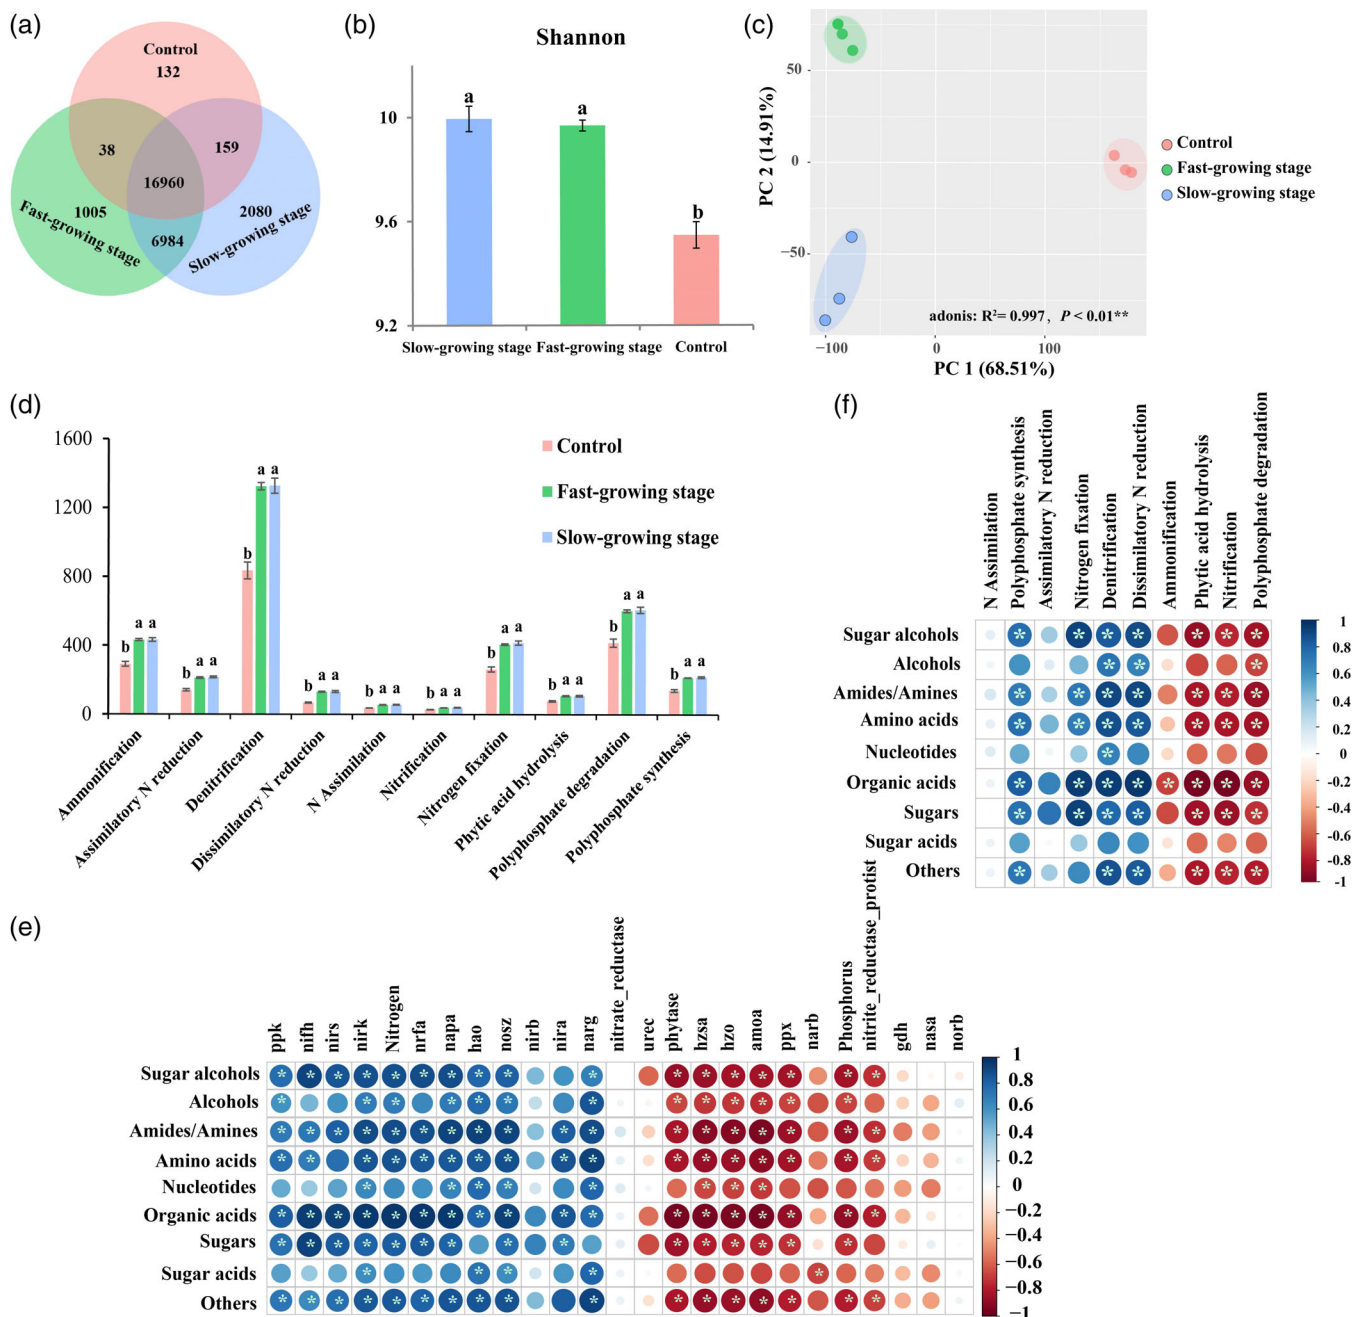 (a)
Control
132
38
159
16960
1005
2080
6984
Fast-growing stage
Slow-growing stage
(b)
Shannon
10
9.6
9.2
a
a
b
Slow-growing stage
Fast-growing stage
Control
(c)
PC 2 (14.91%)
50
0
−50
−100
0
100
PC 1 (68.51%)
adonis: R²= 0.997, P < 0.01**
Control
Fast-growing stage
Slow-growing stage
(d)
1600
1200
800
400
0
Control
Fast-growing stage
Slow-growing stage
b a a
b a a
b a a
b a a
b a a
b a a
b a a
b a a
b a a
b a a
Ammonification
Assimilatory N reduction
Denitrification
Dissimilatory N reduction
N Assimilation
Nitrification
Nitrogen fixation
Phytic acid hydrolysis
Polyphosphate degradation
Polyphosphate synthesis
(f)
N Assimilation
Polyphosphate synthesis
Assimilatory N reduction
Nitrogen fixation
Denitrification
Dissimilatory N reduction
Ammonification
Phytic acid hydrolysis
Nitrification
Polyphosphate degradation
Sugar alcohols
Alcohols
Amides/Amines
Amino acids
Nucleotides
Organic acids
Sugars
Sugar acids
Others
1
0.8
0.6
0.4
0.2
0
-0.2
-0.4
-0.6
-0.8
-1
(e)
ppk
nifh
nirs
nirk
Nitrogen
nrfa
napa
hao
nosz
nirb
nira
narg
nitrate_reductase
urec
phytase
hzsa
hzo
amoa
ppx
narb
Phosphorus
nitrite_reductase_protist
gdh
nasa
norb
Sugar alcohols
Alcohols
Amides/Amines
Amino acids
Nucleotides
Organic acids
Sugars
Sugar acids
Others
1
0.8
0.6
0.4
0.2
0
−0.2
−0.4
−0.6
−0.8
−1